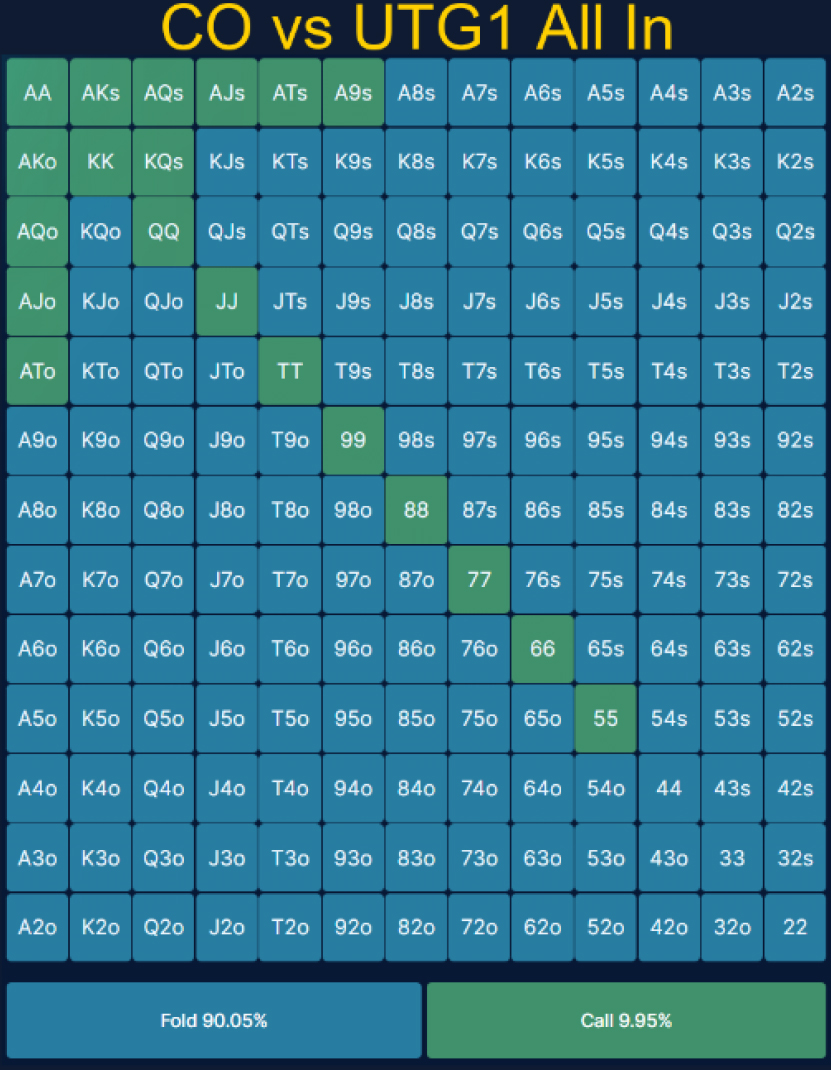 CO vs UTG1 All In
AA AKs AQs AJs ATs A9s A8s A7s A6s A5s A4s A3s A2s
AKo KK KQs KJs KTs K9s K8s K7s K6s K5s K4s K3s K2s
AQo KQo QQ QJs QTs Q9s Q8s Q7s Q6s Q5s Q4s Q3s Q2s
AJo KJo QJo JJ JTs J9s J8s J7s J6s J5s J4s J3s J2s
ATo KTo QTo JTo TT T9s T8s T7s T6s T5s T4s T3s T2s
A9o K9o Q9o J9o T9o 99 98s 97s 96s 95s 94s 93s 92s
A8o K8o Q8o J8o T8o 98o 88 87s 86s 85s 84s 83s 82s
A7o K7o Q7o J7o T7o 97o 87o 77 76s 75s 74s 73s 72s
A6o K6o Q6o J6o T6o 96o 86o 76o 66 65s 64s 63s 62s
A5o K5o Q5o J5o T5o 95o 85o 75o 65o 55 54s 53s 52s
A4o K4o Q4o J4o T4o 94o 84o 74o 64o 54o 44 43s 42s
A3o K3o Q3o J3o T3o 93o 83o 73o 63o 53o 43o 33 32s
A2o K2o Q2o J2o T2o 92o 82o 72o 62o 52o 42o 32o 22
Fold 90.05% Call 9.95%